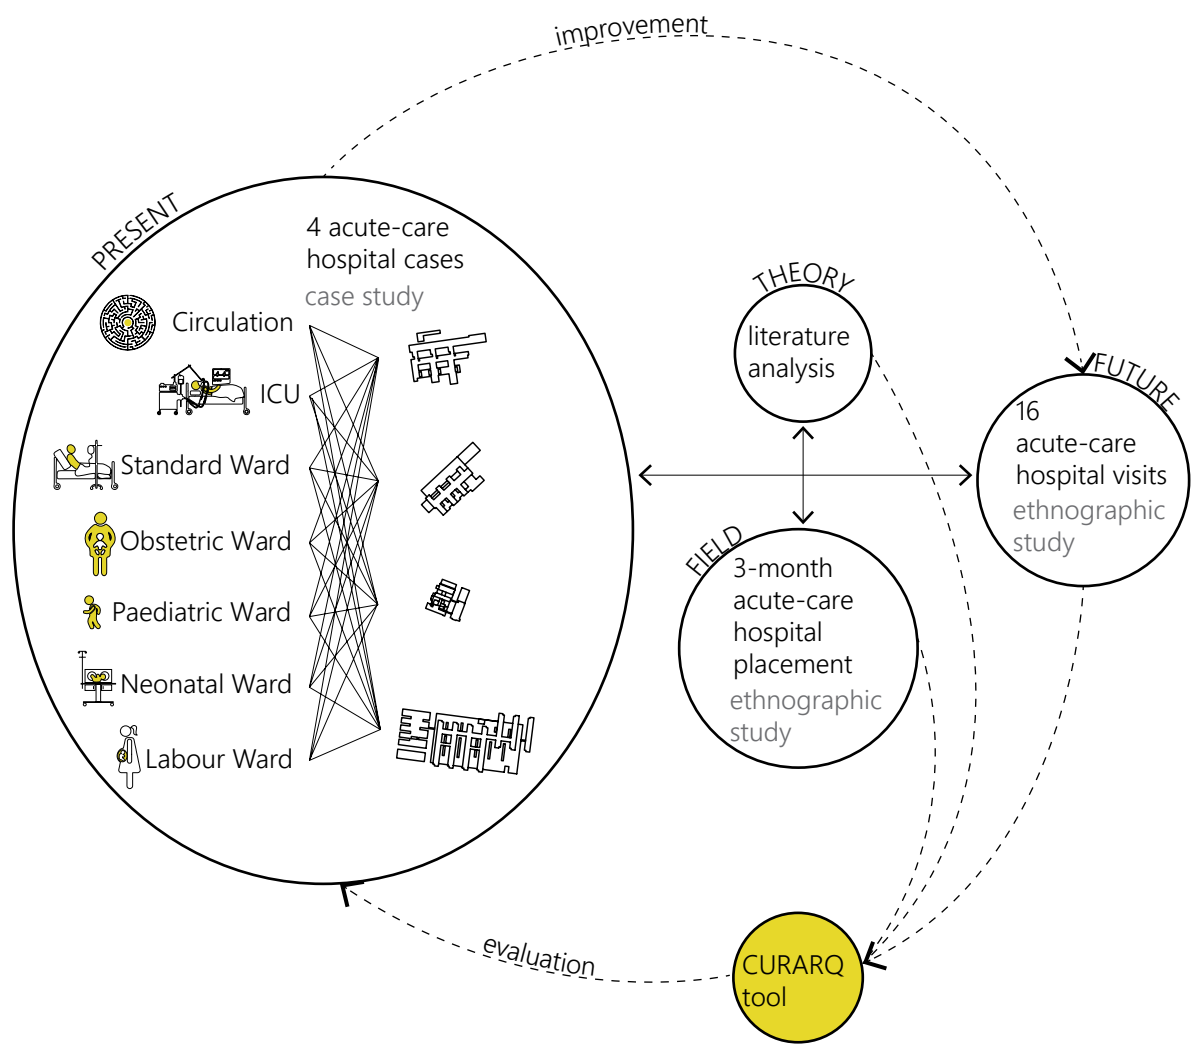 improvement
PRESENT
4 acute-care
hospital cases
case study
Circulation
ICU
Standard Ward
Obstetric Ward
Paediatric Ward
Neonatal Ward
Labour Ward
THEORY
literature
analysis
FIELD
3-month
acute-care
hospital
placement
ethnographic
study
FUTURE
16
acute-care
hospital visits
ethnographic
study
evaluation
CURARQ
tool